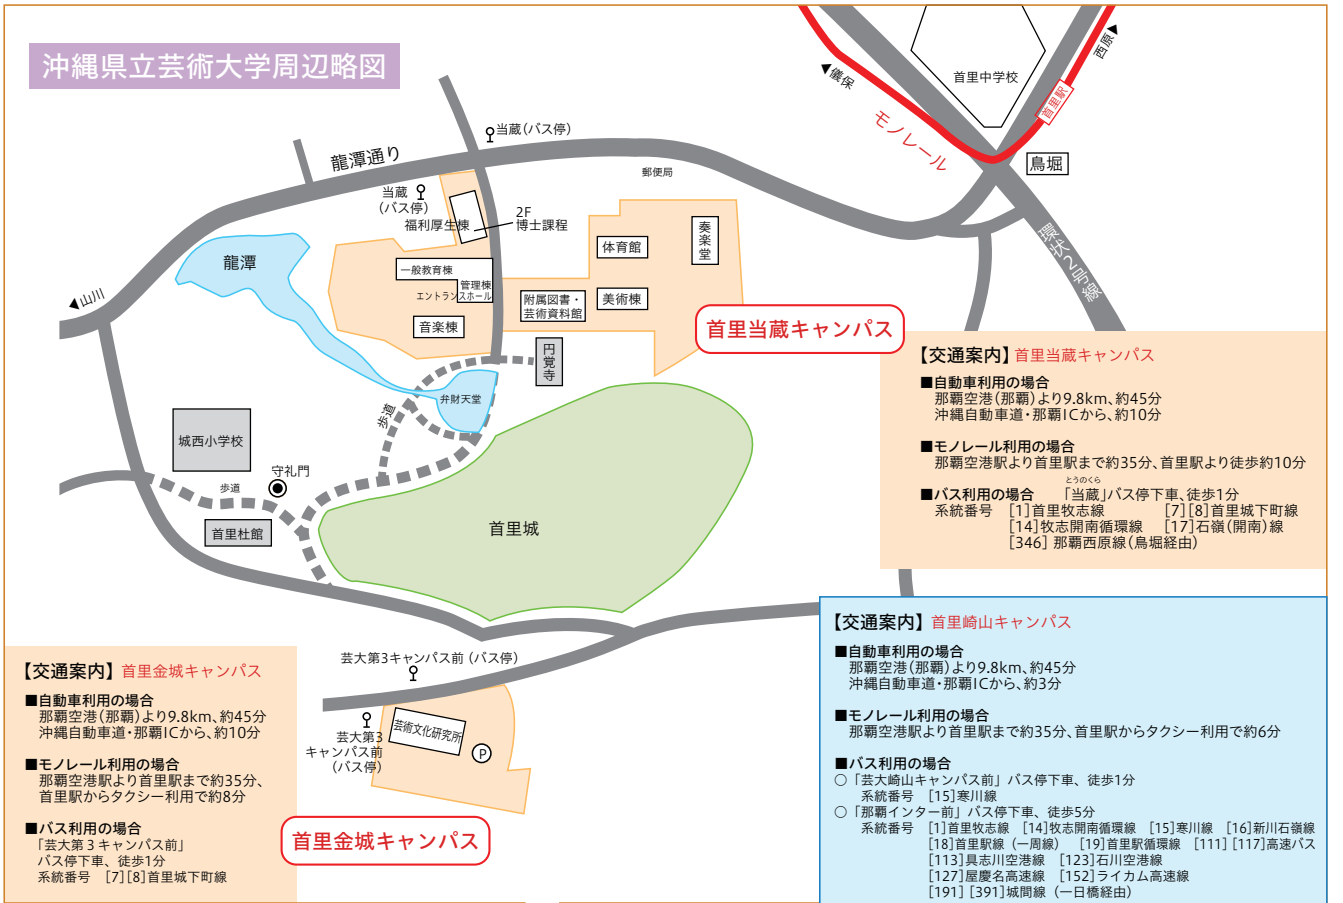 沖縄県立芸術大学周辺略図
西原▶
◀儀保
首里中学校
首里駅
モノレール
鳥堀
環状2号線
当蔵(バス停)
龍潭通り
郵便局
当蔵
(バス停)
福利厚生棟
2F
博士課程
奏楽堂
体育館
龍潭
一般教育棟
管理棟
エントランスホール
附属図書・
芸術資料館
美術棟
◀山川
音楽棟
首里当蔵キャンパス
円覚寺
弁財天堂
歩道
城西小学校
守礼門
歩道
首里杜館
首里城
【交通案内】 首里当蔵キャンパス
■自動車利用の場合
那覇空港(那覇)より9.8km、約45分
沖縄自動車道・那覇ICから、約10分
■モノレール利用の場合
那覇空港駅より首里駅まで約35分、首里駅より徒歩約10分
とうのくら
■バス利用の場合 「当蔵」バス停下車、徒歩1分
系統番号 [1]首里牧志線 [7][8]首里城下町線
[14]牧志開南循環線 [17]石嶺(開南)線
[346] 那覇西原線(鳥堀経由)
芸大第3キャンパス前 (バス停)
芸大第3
キャンパス前
(バス停)
芸術文化研究所
P
首里金城キャンパス
【交通案内】 首里金城キャンパス
■自動車利用の場合
那覇空港(那覇)より9.8km、約45分
沖縄自動車道・那覇ICから、約10分
■モノレール利用の場合
那覇空港駅より首里駅まで約35分、
首里駅からタクシー利用で約8分
■バス利用の場合
「芸大第3キャンパス前」
バス停下車、徒歩1分
系統番号 [7][8]首里城下町線
【交通案内】 首里崎山キャンパス
■自動車利用の場合
那覇空港(那覇)より9.8km、約45分
沖縄自動車道・那覇ICから、約3分
■モノレール利用の場合
那覇空港駅より首里駅まで約35分、首里駅からタクシー利用で約6分
■バス利用の場合
○「芸大崎山キャンパス前」バス停下車、徒歩1分
系統番号 [15]寒川線
○「那覇インター前」バス停下車、徒歩5分
系統番号 [1]首里牧志線 [14]牧志開南循環線 [15]寒川線 [16]新川石嶺線
[18]首里駅線 (一周線) [19]首里駅循環線 [111] [117]高速バス
[113]具志川空港線 [123]石川空港線
[127]屋慶名高速線 [152]ライカム高速線
[191] [391]城間線 (一日橋経由)